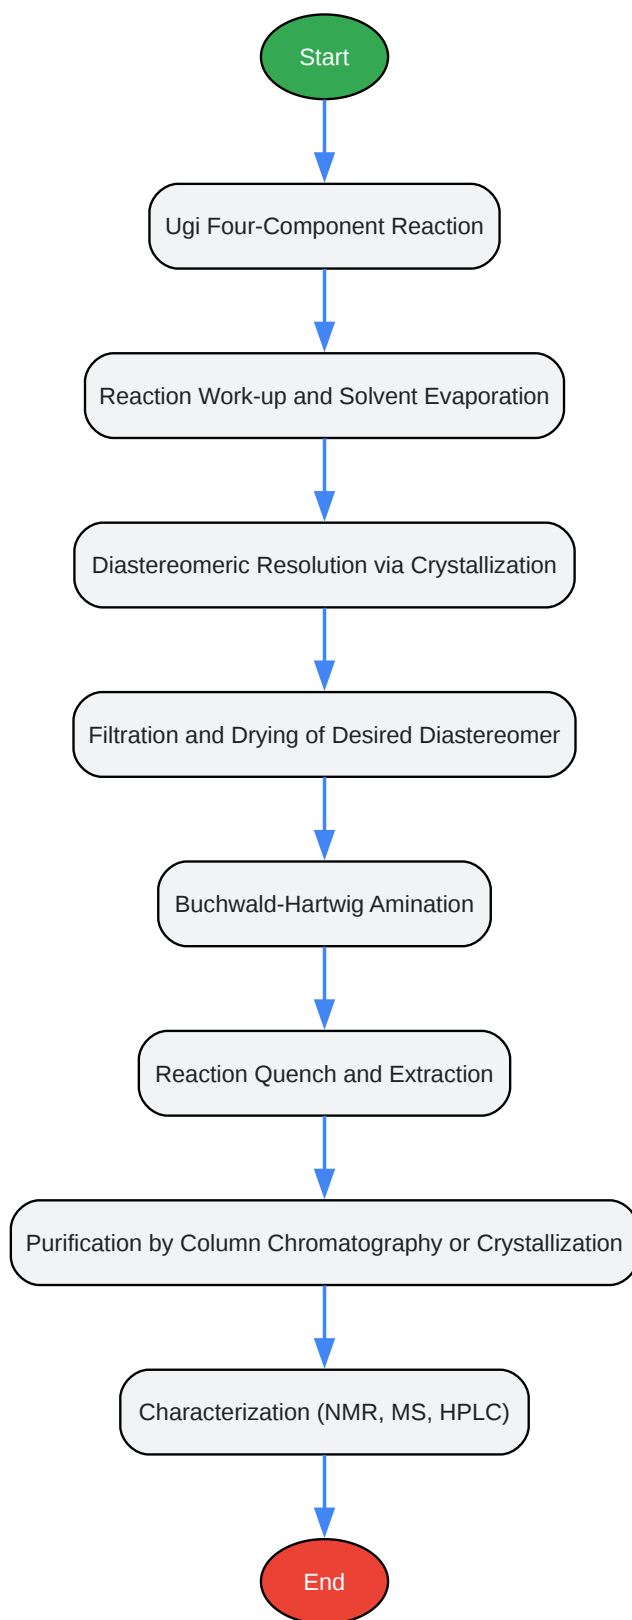 Start
Ugi Four-Component Reaction
Reaction Work-up and Solvent Evaporation
Diastereomeric Resolution via Crystallization
Filtration and Drying of Desired Diastereomer
Buchwald-Hartwig Amination
Reaction Quench and Extraction
Purification by Column Chromatography or Crystallization
Characterization (NMR, MS, HPLC)
End